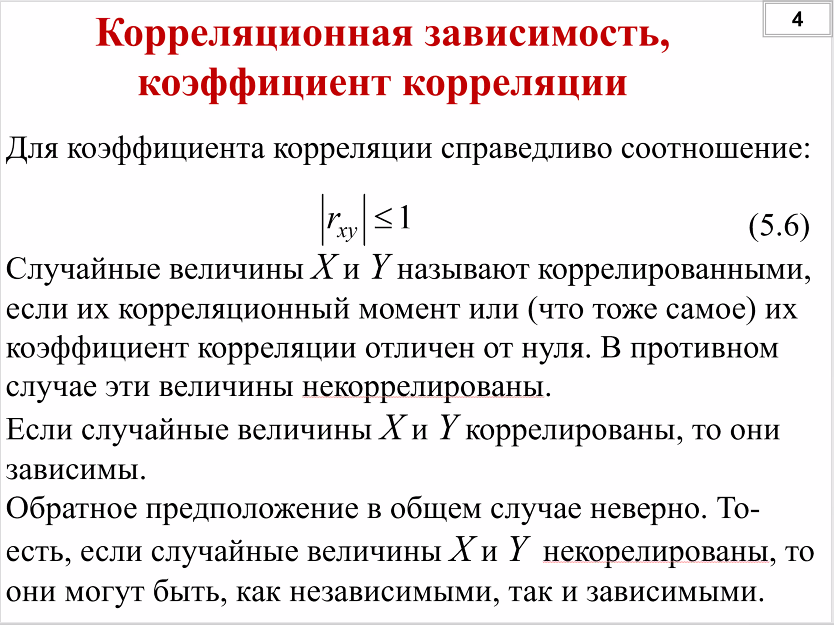 4
Корреляционная зависимость,
коэффициент корреляции
Для коэффициента корреляции справедливо соотношение:
|r_xy| ≤ 1 (5.6)
Случайные величины X и Y называют коррелированными,
если их корреляционный момент или (что тоже самое) их
коэффициент корреляции отличен от нуля. В противном
случае эти величины некоррелированы.
Если случайные величины X и Y коррелированы, то они
зависимы.
Обратное предположение в общем случае неверно. То-
есть, если случайные величины X и Y некорелированы, то
они могут быть, как независимыми, так и зависимыми.